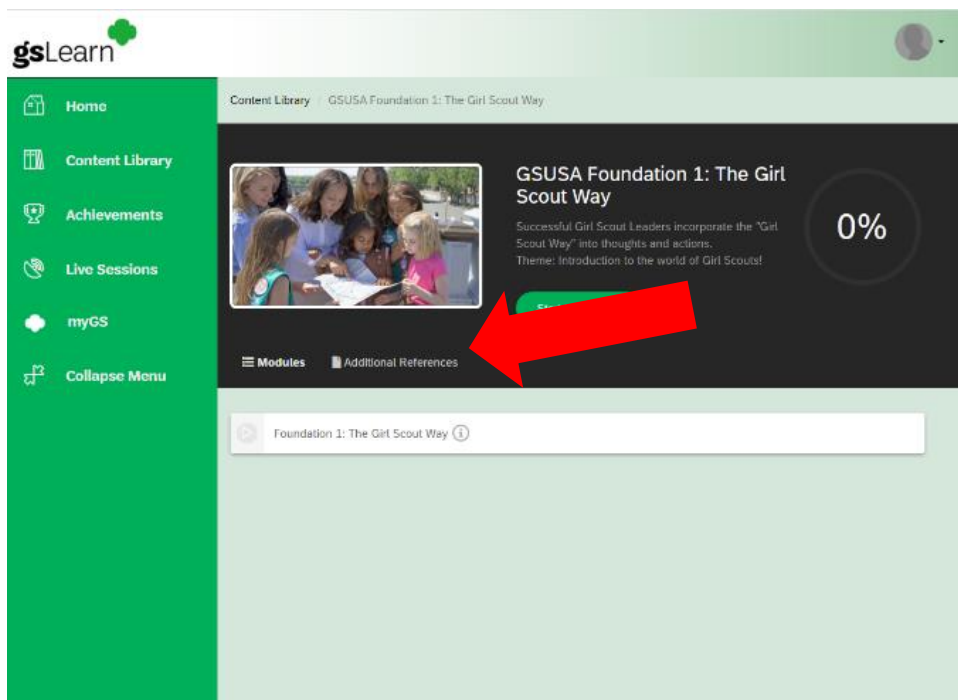 gsLearn
Home
Content Library
Achievements
Live Sessions
myGS
Collapse Menu
Content Library / GSUSA Foundation 1: The Girl Scout Way
GSUSA Foundation 1: The Girl
Scout Way
Successful Girl Scout Leaders incorporate the "Girl
Scout Way" into thoughts and actions.
Theme: Introduction to the world of Girl Scouts!
0%
Modules
Additional References
Foundation 1: The Girl Scout Way